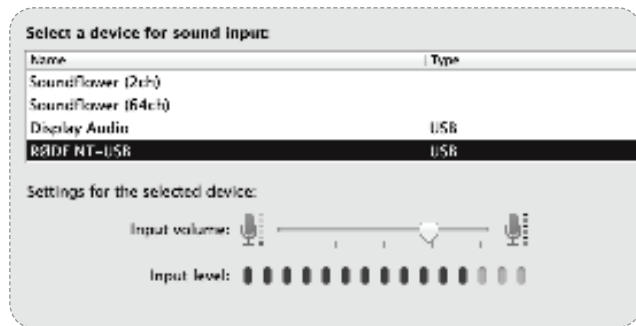 Select a device for sound input:
Name Type
Soundflower (2ch)
Soundflower (64ch)
Display Audio USB
RØDE NT-USB USB
Settings for the selected device:
Input volume:
Input level: